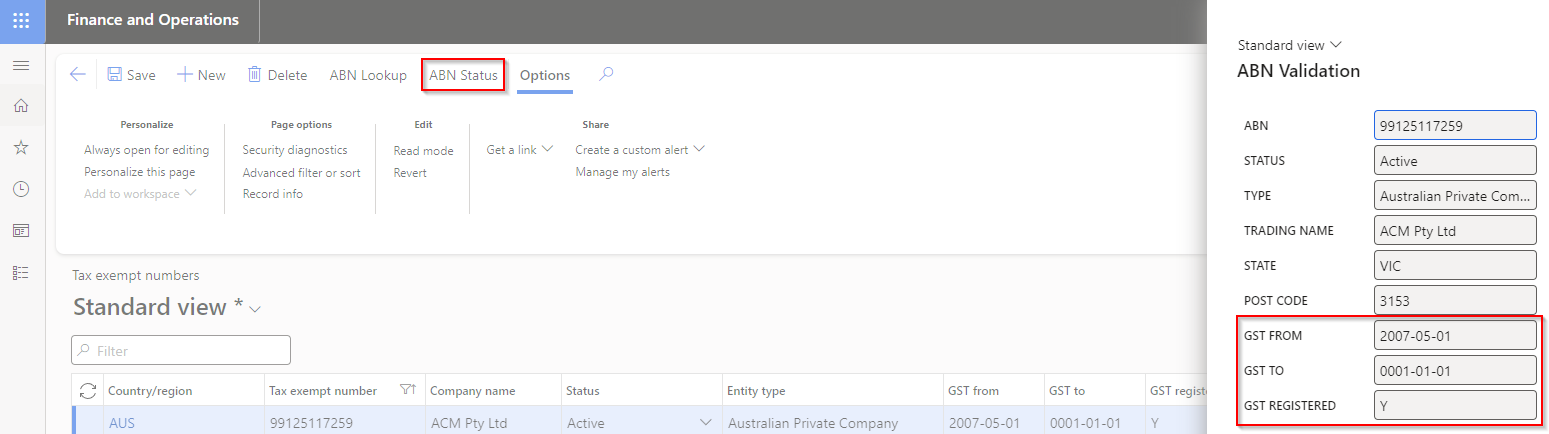 Finance and Operations
Save New Delete ABN Lookup ABN Status Options
Personalize
Always open for editing
Personalize this page
Add to workspace
Page options
Security diagnostics
Advanced filter or sort
Record info
Edit
Read mode
Revert
Get a link
Share
Create a custom alert
Manage my alerts
Tax exempt numbers
Standard view *
Filter
Country/region Tax exempt number Company name Status Entity type GST from GST to GST registe
AUS 99125117259 ACM Pty Ltd Active Australian Private Company 2007-05-01 0001-01-01 Y
Standard view
ABN Validation
ABN 99125117259
STATUS Active
TYPE Australian Private Com...
TRADING NAME ACM Pty Ltd
STATE VIC
POST CODE 3153
GST FROM 2007-05-01
GST TO 0001-01-01
GST REGISTERED Y